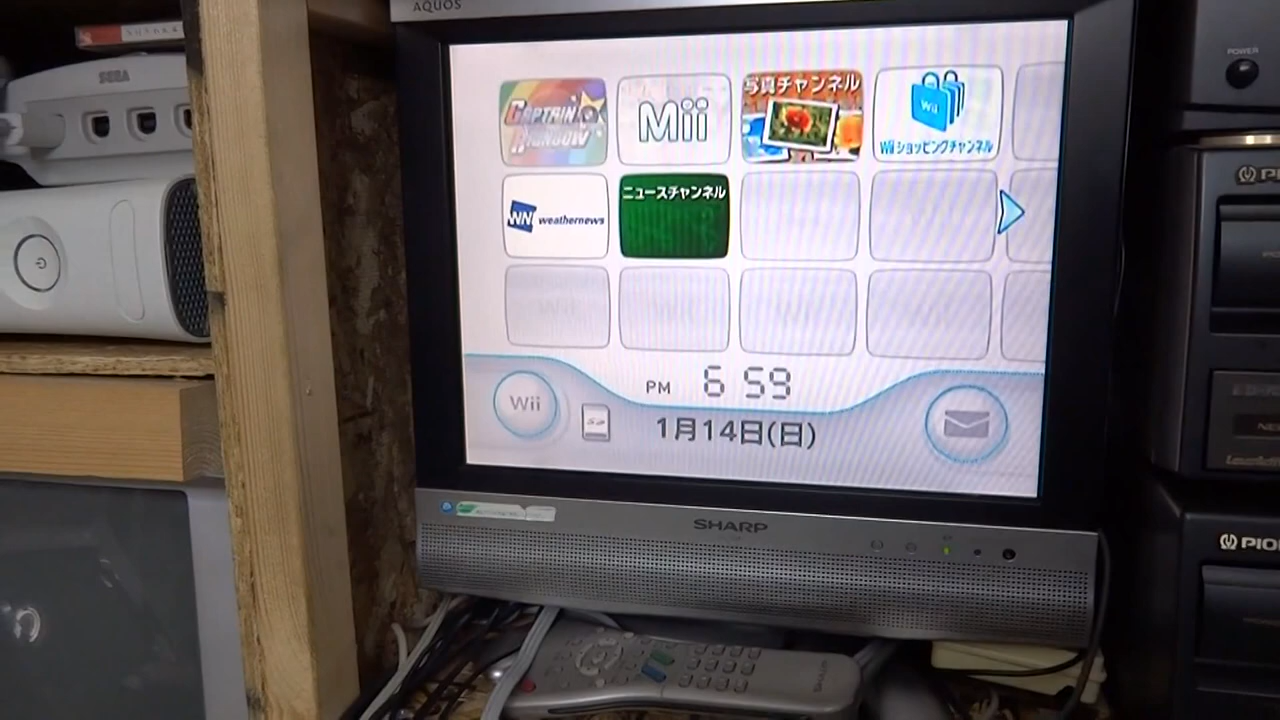 AQUOS
SEGA
POWER
CAPTAIN RAINBOW
Mii
写真チャンネル
Wii
Wiiショッピングチャンネル
WN weathernews
ニュースチャンネル
PM 6 59
Wii
SD
1月14日(日)
SHARP
PIO